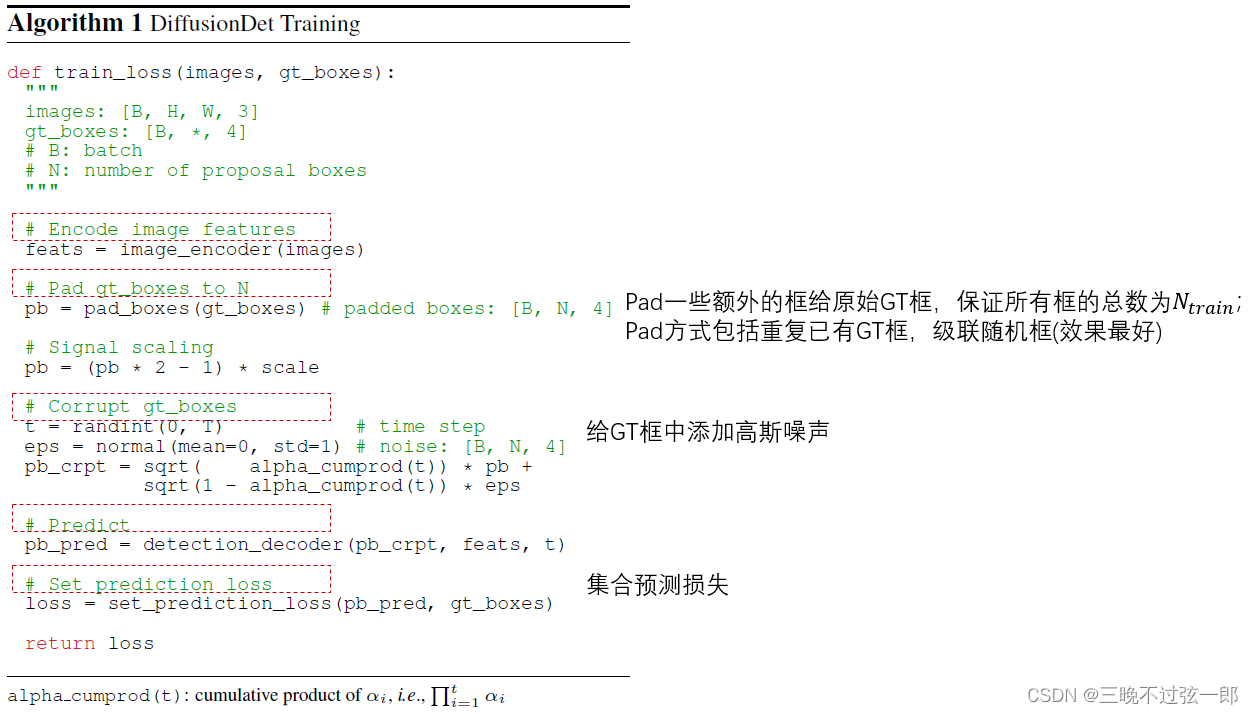 Algorithm 1 DiffusionDet Training
def train_loss(images, gt_boxes):
"""
images: [B, H, W, 3]
gt_boxes: [B, *, 4]
# B: batch
# N: number of proposal boxes
"""
# Encode image features
feats = image_encoder(images)
# Pad gt_boxes to N
pb = pad_boxes(gt_boxes) # padded boxes: [B, N, 4]
Pad一些额外的框给原始GT框，保证所有框的总数为N_{train};
Pad方式包括重复已有GT框，级联随机框(效果最好)
# Signal scaling
pb = (pb * 2 - 1) * scale
# Corrupt gt_boxes
t = randint(0, T) # time step
eps = normal(mean=0, std=1) # noise: [B, N, 4]
给GT框中添加高斯噪声
pb_crpt = sqrt( alpha_cumprod(t)) * pb +
sqrt(1 - alpha_cumprod(t)) * eps
# Predict
pb_pred = detection_decoder(pb_crpt, feats, t)
# Set prediction loss
集合预测损失
loss = set_prediction_loss(pb_pred, gt_boxes)
return loss
alpha_cumprod(t): cumulative product of α_i, i.e., ∏_{i=1}^{t} α_i
CSDN @三晚不过弦一郎